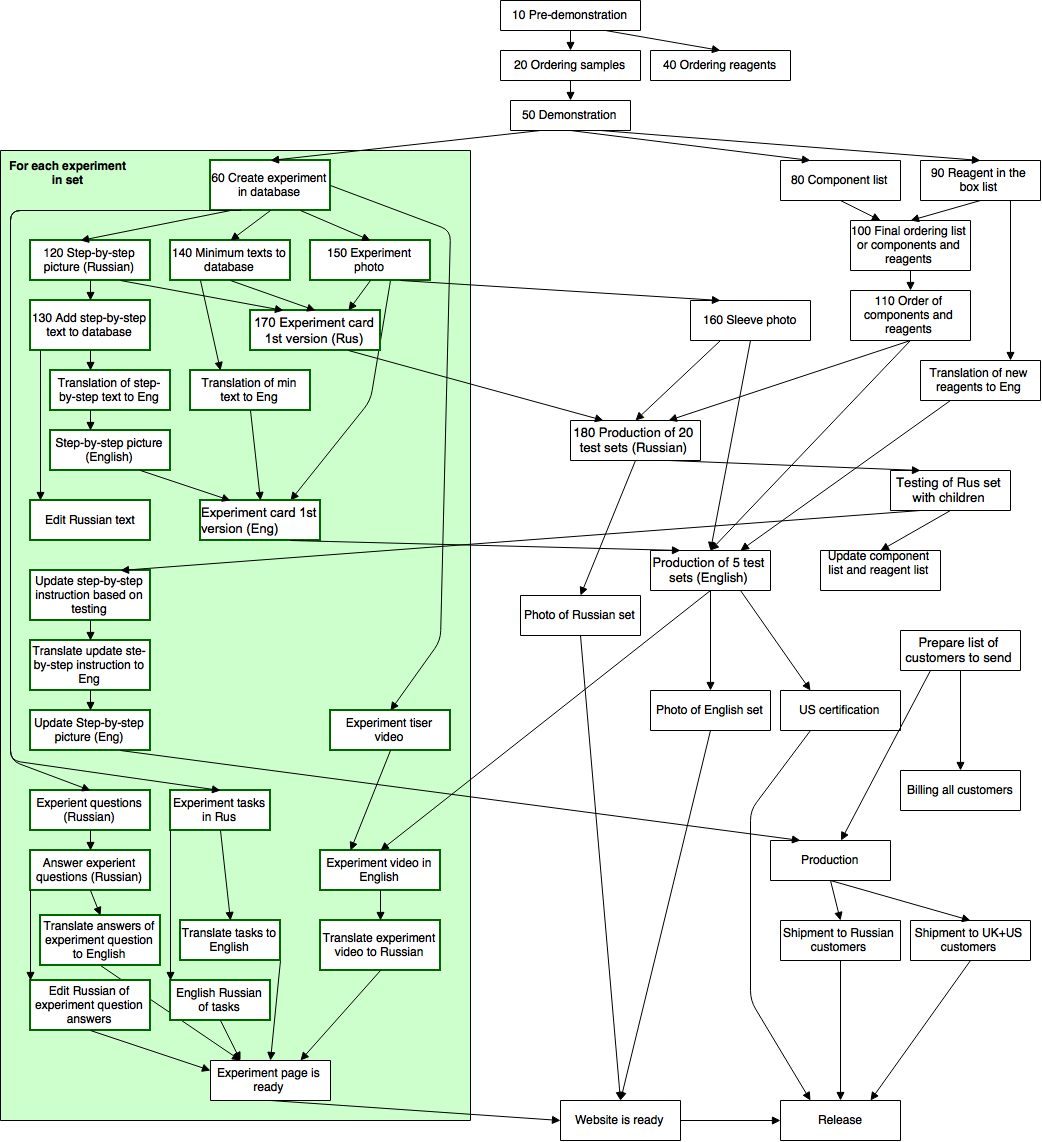 10 Pre-demonstration
20 Ordering samples
40 Ordering reagents
50 Demonstration
For each experiment
in set
60 Create experiment
in database
80 Component list
90 Reagent in the
box list
100 Final ordering list
or components and
reagents
120 Step-by-step
picture (Russian)
140 Minimum texts to
database
150 Experiment
photo
110 Order of
components and
reagents
130 Add step-by-step
text to database
170 Experiment card
1st version (Rus)
160 Sleeve photo
Translation of new
reagents to Eng
Translation of step-
by-step text to Eng
Translation of min
text to Eng
Step-by-step picture
(English)
180 Production of 20
test sets (Russian)
Testing of Rus set
with children
Edit Russian text
Experiment card 1st
version (Eng)
Production of 5 test
sets (English)
Update component
list and reagent list
Update step-by-step
instruction based on
testing
Photo of Russian set
Translate update ste-
by-step instruction to
Eng
Prepare list of
customers to send
Update Step-by-step
picture (Eng)
Experiment tiser
video
Photo of English set
US certification
Billing all customers
Experient questions
(Russian)
Experiment tasks
in Rus
Answer experient
questions (Russian)
Experiment video in
English
Production
Translate answers of
experiment question
to English
Translate tasks to
English
Translate experiment
video to Russian
Shipment to Russian
customers
Shipment to UK+US
customers
Edit Russian of
experiment question
answers
English Russian
of tasks
Experiment page is
ready
Website is ready
Release